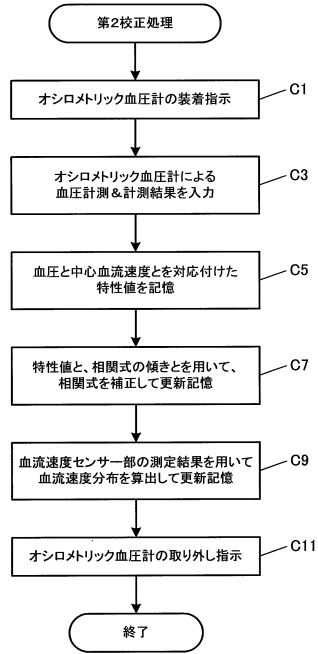 第2校正処理
オシロメトリック血圧計の装着指示
C1
オシロメトリック血圧計による
血圧計測&計測結果を入力
C3
血圧と中心血流速度とを対応付けた
特性値を記憶
C5
特性値と、相関式の傾きとを用いて、
相関式を補正して更新記憶
C7
血流速度センサー部の測定結果を用いて
血流速度分布を算出して更新記憶
C9
オシロメトリック血圧計の取り外し指示
C11
終了